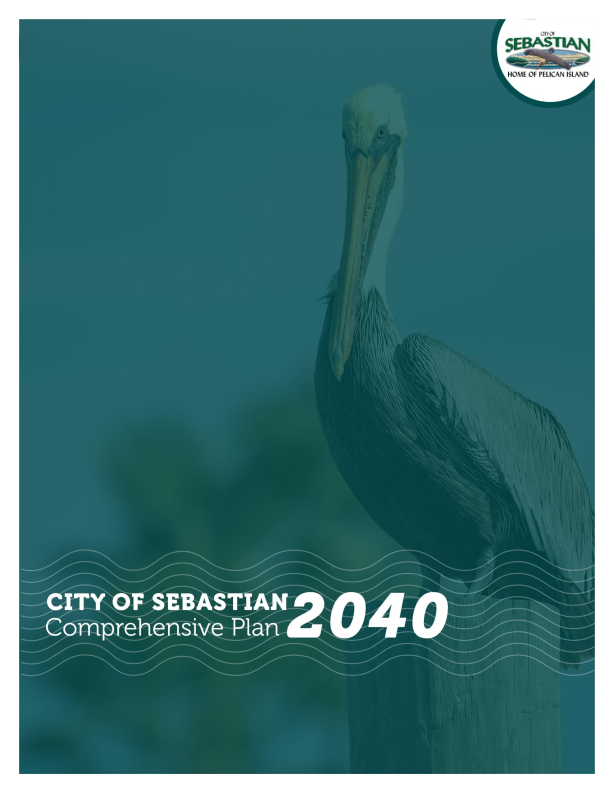 CITY OF
SEBASTIAN
HOME OF PELICAN ISLAND
CITY OF SEBASTIAN
Comprehensive Plan
2040